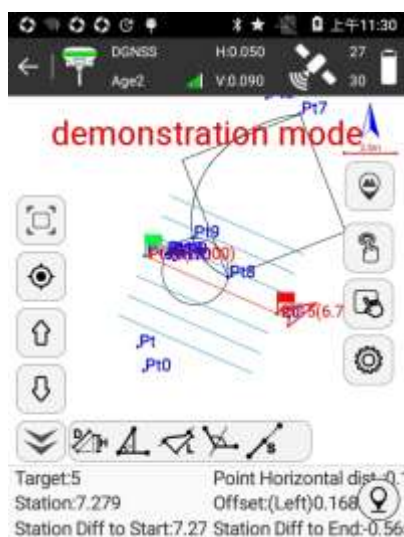 上午11:30
DGNSS H:0.050 27
Age2 V:0.090 30
Pt7
demonstration mode
Pt9
Pt8
Pt
Pt0
Target:5 Point Horizontal dist
Station:7.279 Offset:(Left)0.168
Station Diff to Start:7.27 Station Diff to End:-0.56